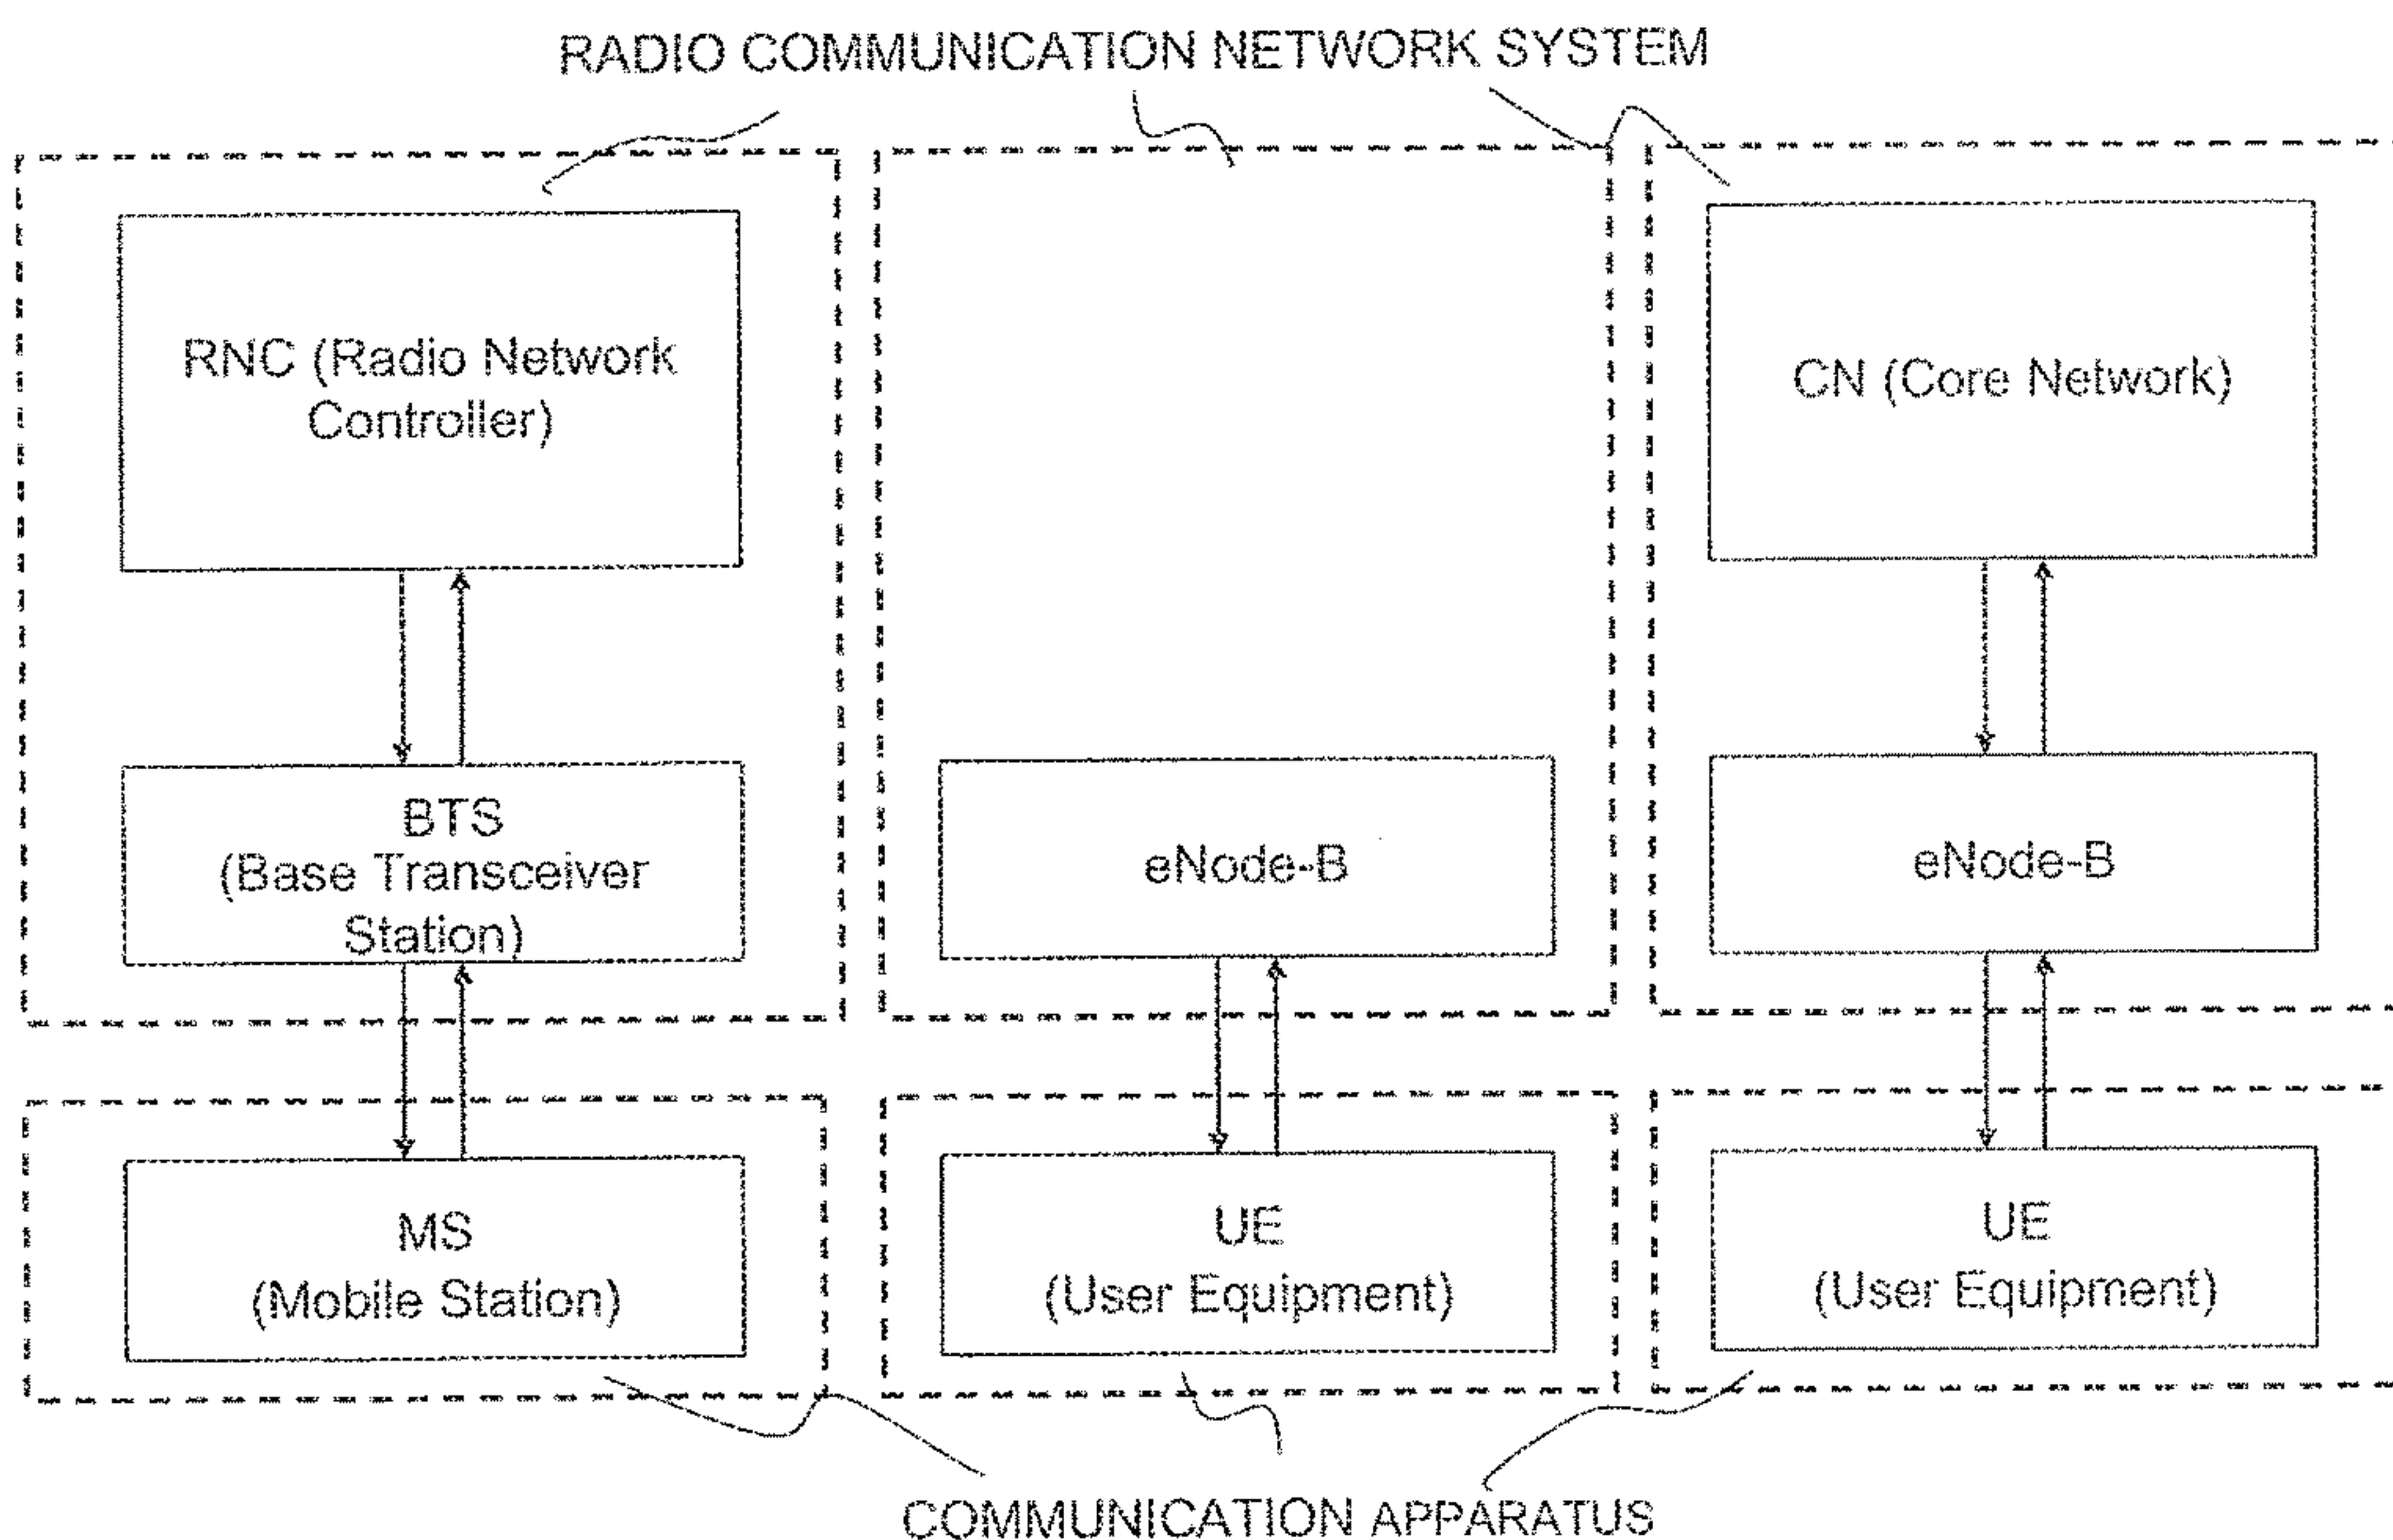 RADIO COMMUNICATION NETWORK SYSTEM
RNC (Radio Network
Controller)
CN (Core Network)
BTS
(Base Transceiver
Station)
eNode-B
eNode-B
MS
(Mobile Station)
UE
(User Equipment)
UE
(User Equipment)
COMMUNICATION APPARATUS